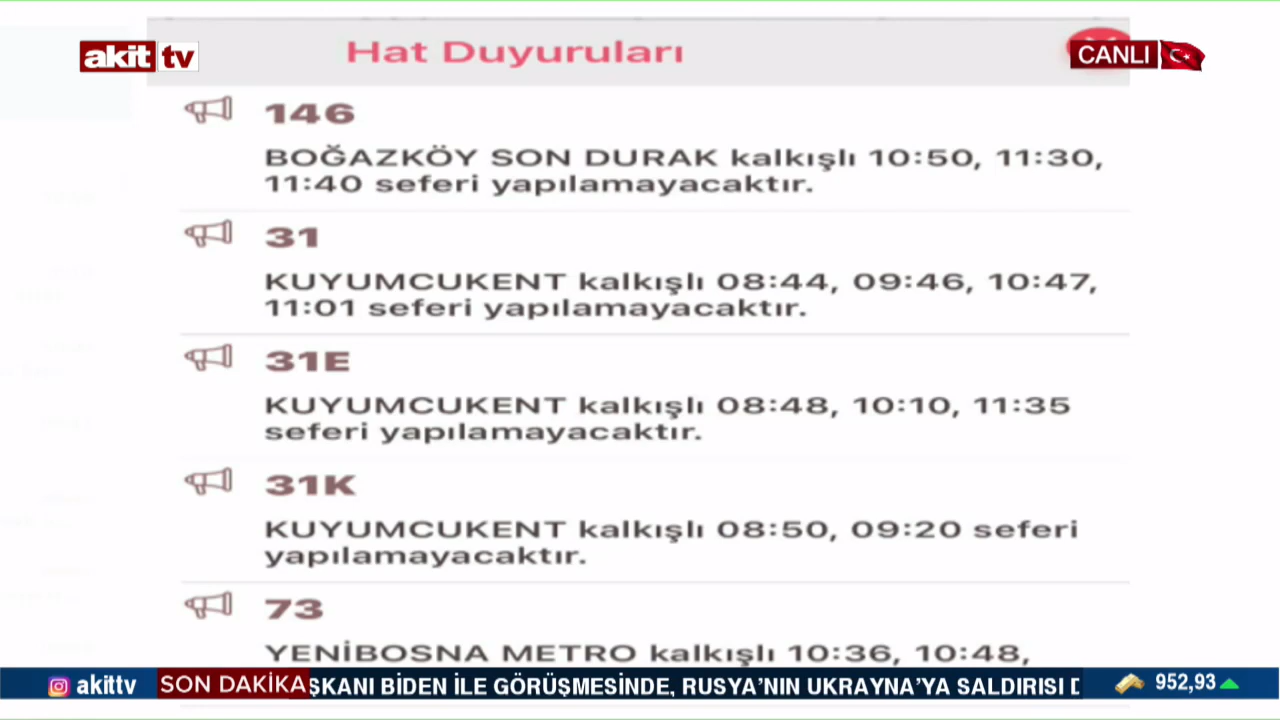 akit tv
Hat Duyuruları
CANLI
146
BOĞAZKÖY SON DURAK kalkışlı 10:50, 11:30,
11:40 seferi yapılamayacaktır.
31
KUYUMCUKENT kalkışlı 08:44, 09:46, 10:47,
11:01 seferi yapılamayacaktır.
31E
KUYUMCUKENT kalkışlı 08:48, 10:10, 11:35
seferi yapılamayacaktır.
31K
KUYUMCUKENT kalkışlı 08:50, 09:20 seferi
yapılamayacaktır.
73
YENİBOSNA METRO kalkışlı 10:36, 10:48,
akittv SON DAKİKA ŞKANI BİDEN İLE GÖRÜŞMESİNDE, RUSYA'NIN UKRAYNA'YA SALDIRISI 952,93